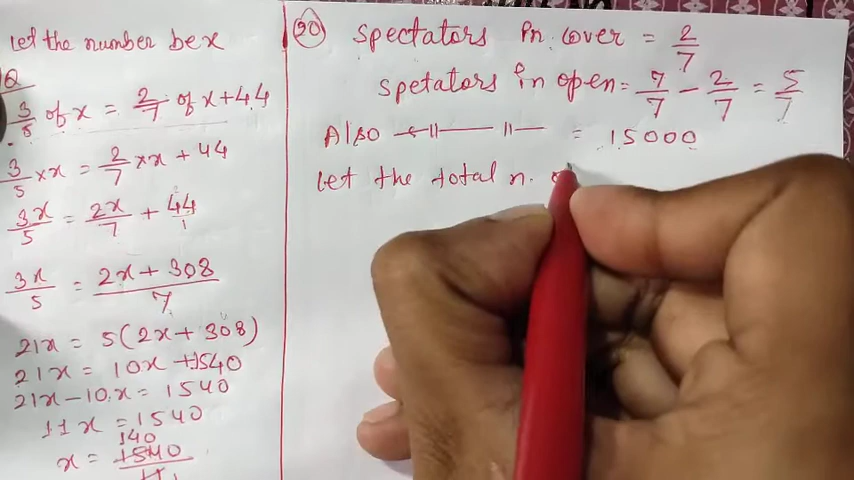 Let the number be x
Q
3/5 of x = 2/7 of x + 44
3/5 × x = 2/7 × x + 44
3x/5 = 2x/7 + 44/1
3x/5 = 2x + 308/7
21x = 5(2x + 308)
21x = 10x + 1540
21x - 10x = 1540
11x = 1540
140
x = 1540/11
20 Spectators in cover = 2/7
Spetators in open = 7/7 - 2/7 = 5/7
Also —〃— 〃— = 15000
Let the total n.